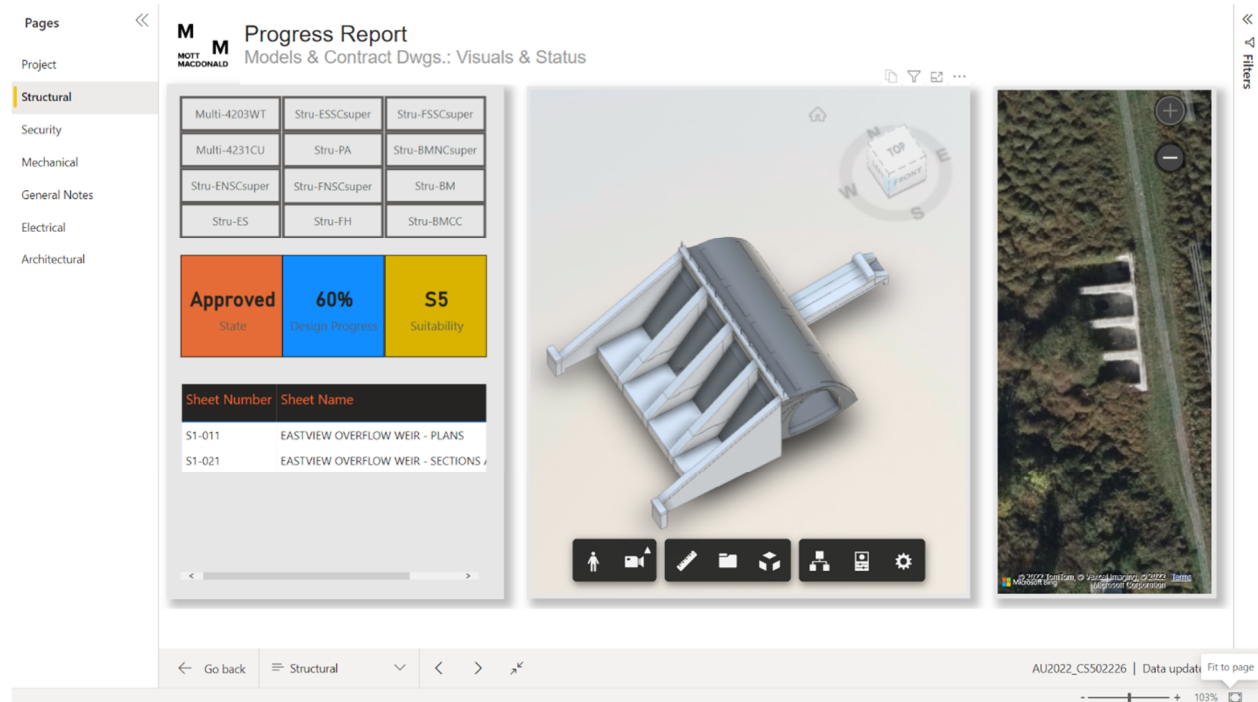 Pages
Project
Structural
Security
Mechanical
General Notes
Electrical
Architectural
M
M
MOTT
MACDONALD
Progress Report
Models & Contract Dwgs.: Visuals & Status
Multi-4203WT Stru-ESSCsuper Stru-FSSCsuper
Multi-4231CU Stru-PA Stru-BMNCsuper
Stru-ENSCsuper Stru-FNSCsuper Stru-BM
Stru-ES Stru-FH Stru-BMCC
Approved 60% S5
State Design Progress Suitability
Sheet Number Sheet Name
S1-011 EASTVIEW OVERFLOW WEIR - PLANS
S1-021 EASTVIEW OVERFLOW WEIR - SECTIONS
N
E
S
W
TOP
FRONT
© 2022 TomTom, © Vexcel Imaging, © 2022 Terms
Microsoft Bing Microsoft Corporation
Filters
Go back Structural AU2022_CS502226 | Data update
Fit to page
- + 103%